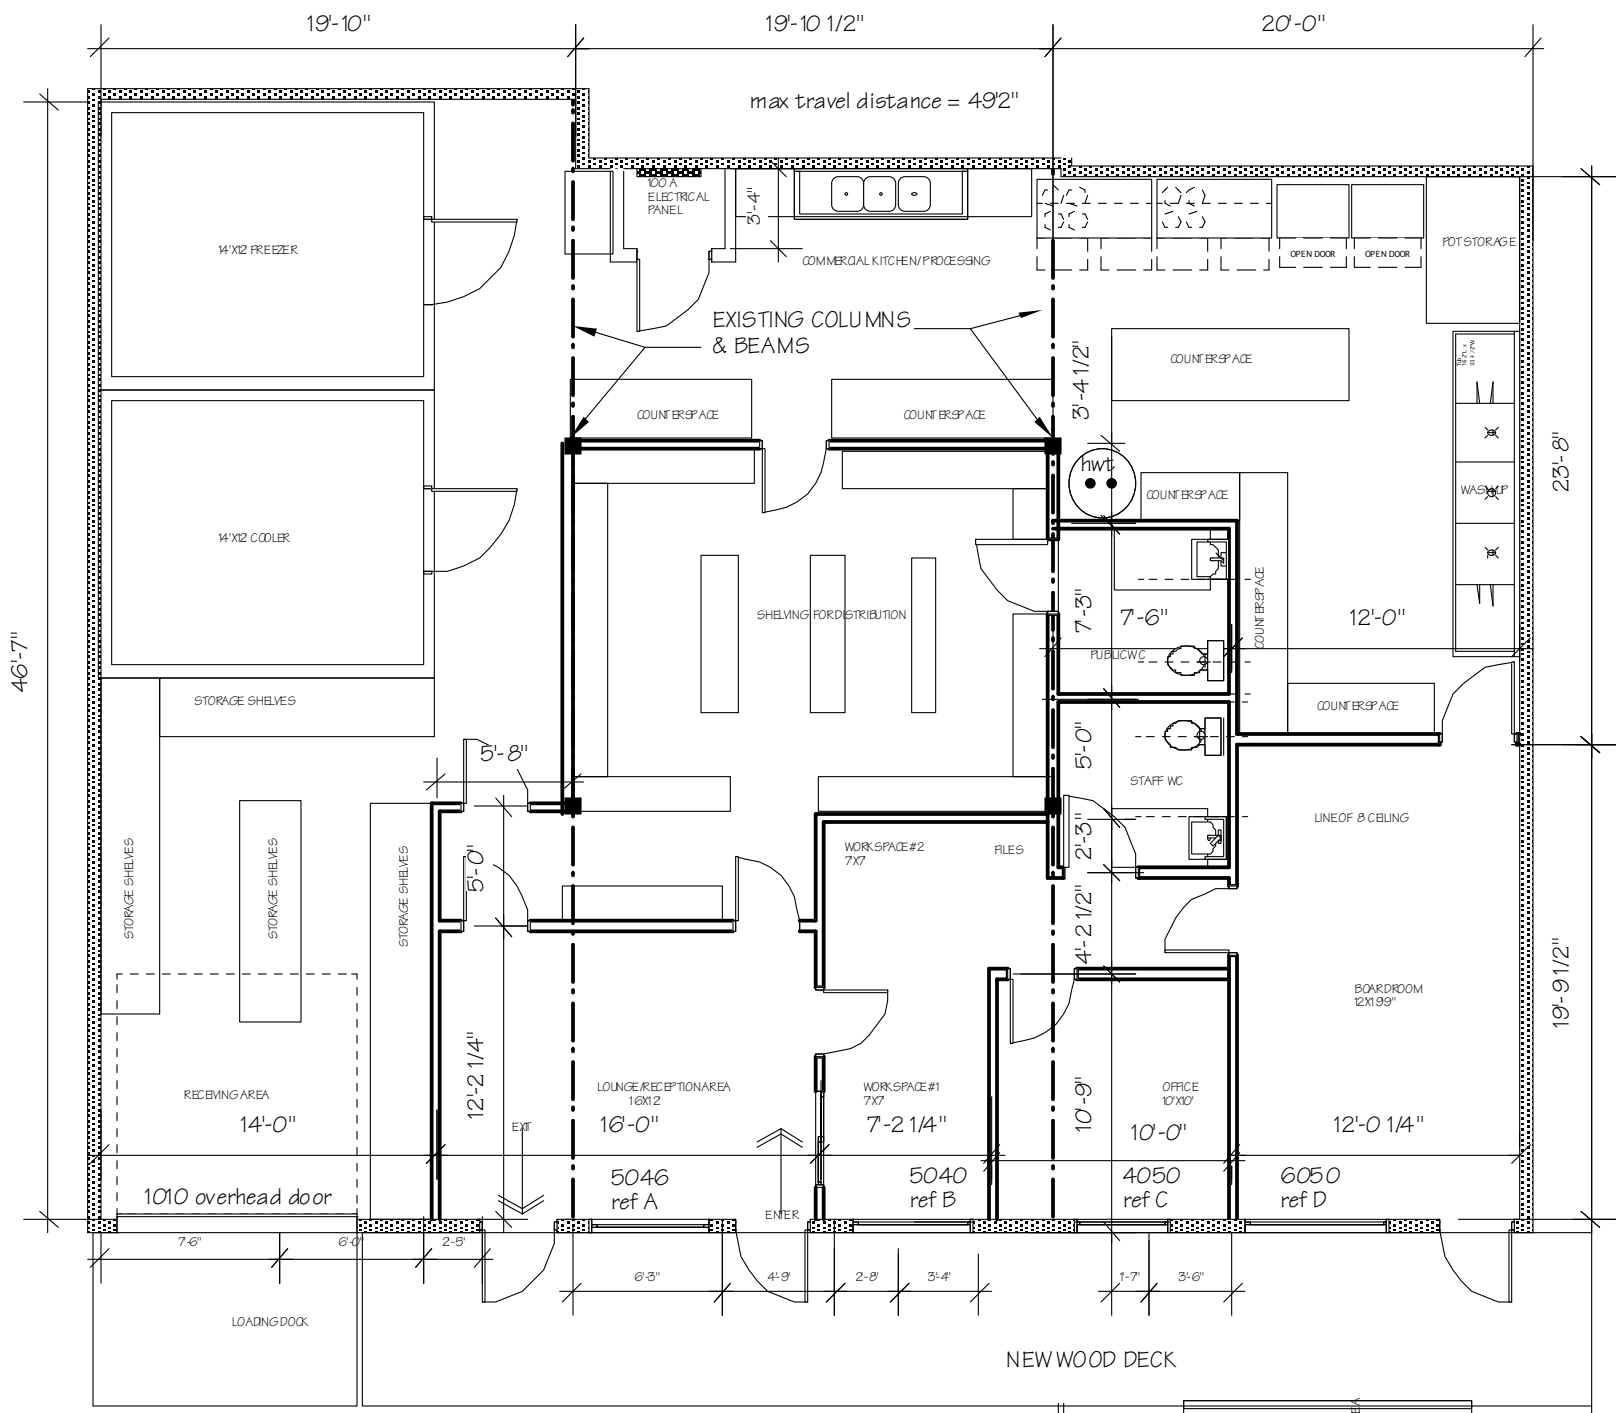 19'-10"
19'-10 1/2"
20'-0"
max travel distance = 49'2"
100 A
ELECTRICAL
PANEL
3'-4"
14'X12 FREEZER
COMMERCIAL KITCHEN/PROCESSING
OPEN DOOR
OPEN DOOR
POT STORAGE
EXISTING COLUMNS
& BEAMS
COUNTERSPACE
3'-4 1/2"
COUNTERSPACE
COUNTERSPACE
23'-8"
hwt
COUNTERSPACE
WASH UP
14'X12 COOLER
SHELVING FOR DISTRIBUTION
7'-3"
7'-6"
COUNTERSPACE
12'-0"
46'-7"
PUBLIC WC
STORAGE SHELVES
COUNTERSPACE
5'-8"
5'-0"
STAFF WC
LINE OF 8 CEILING
STORAGE SHELVES
STORAGE SHELVES
STORAGE SHELVES
5'-0"
WORKSPACE #2
7X7
FILES
2'-3"
4'-2 1/2"
BOARDROOM
12X19'9"
19'-9 1/2"
12'-2 1/4"
RECEIVING AREA
14'-0"
LOUNGE/RECEPTION AREA
16X12
16'-0"
WORKSPACE #1
7X7
7'-2 1/4"
10'-9"
OFFICE
10'X10'
10'-0"
12'-0 1/4"
EXIT
ENTER
1010 overhead door
5046
ref A
5040
ref B
4050
ref C
6050
ref D
7'-6"
6'-0"
2'-5'
6'-3"
4'-9'
2'-8'
3'-4"
1'-7"
3'-6"
LOADING DOCK
NEW WOOD DECK